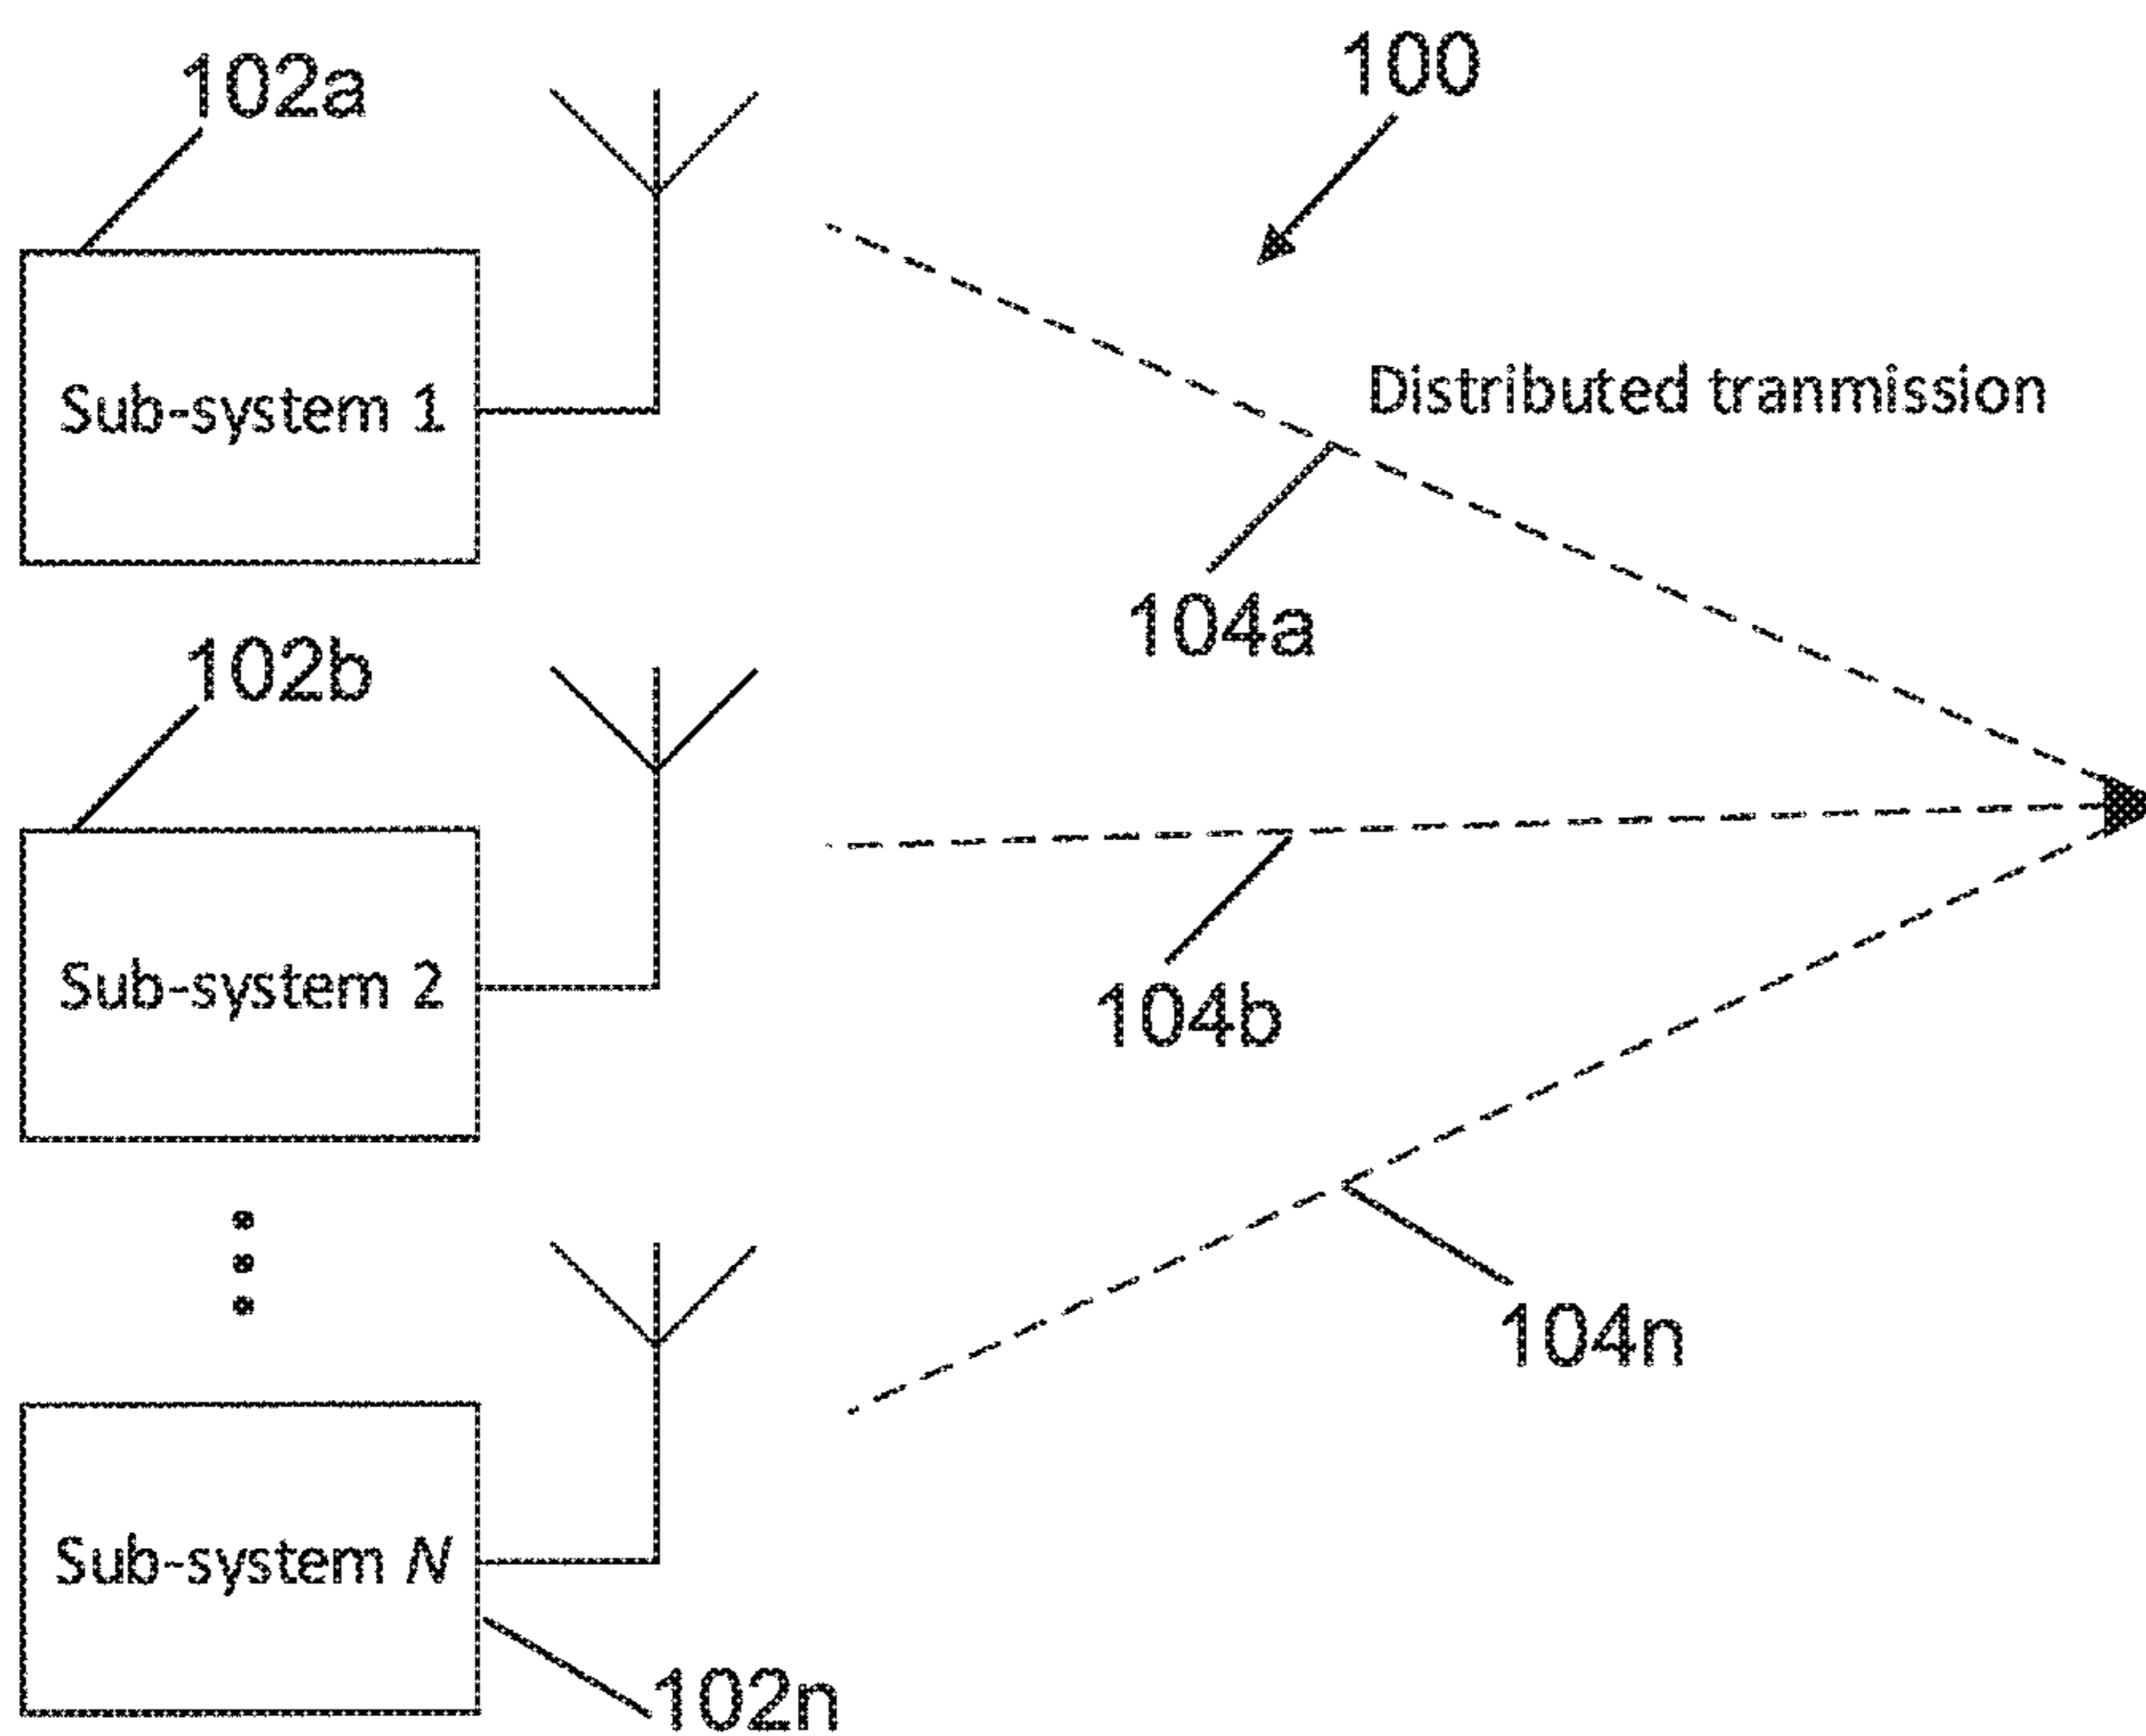 102a
100
Sub-system 1
Distributed tranmission
104a
102b
Sub-system 2
104b
104n
Sub-system N
102n